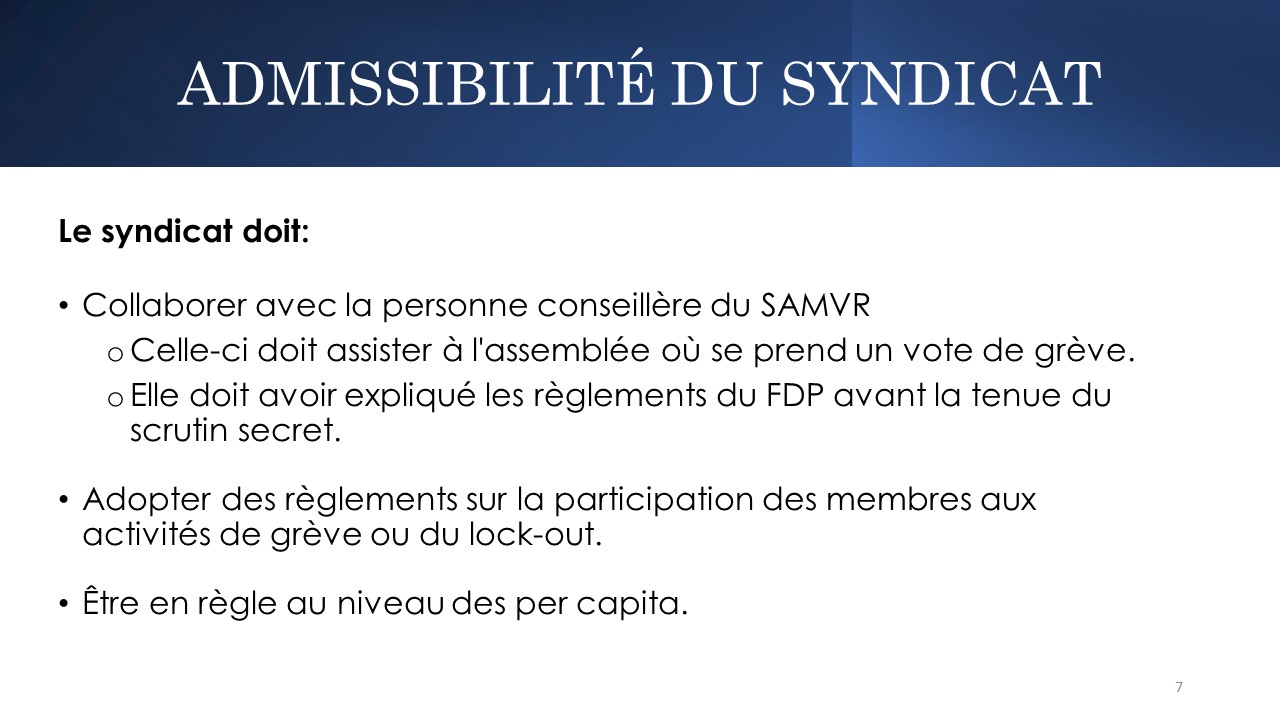 ADMISSIBILITÉ DU SYNDICAT
Le syndicat doit:
• Collaborer avec la personne conseillère du SAMVR
o Celle-ci doit assister à l'assemblée où se prend un vote de grève.
o Elle doit avoir expliqué les règlements du FDP avant la tenue du
scrutin secret.
• Adopter des règlements sur la participation des membres aux
activités de grève ou du lock-out.
• Être en règle au niveau des per capita.
7